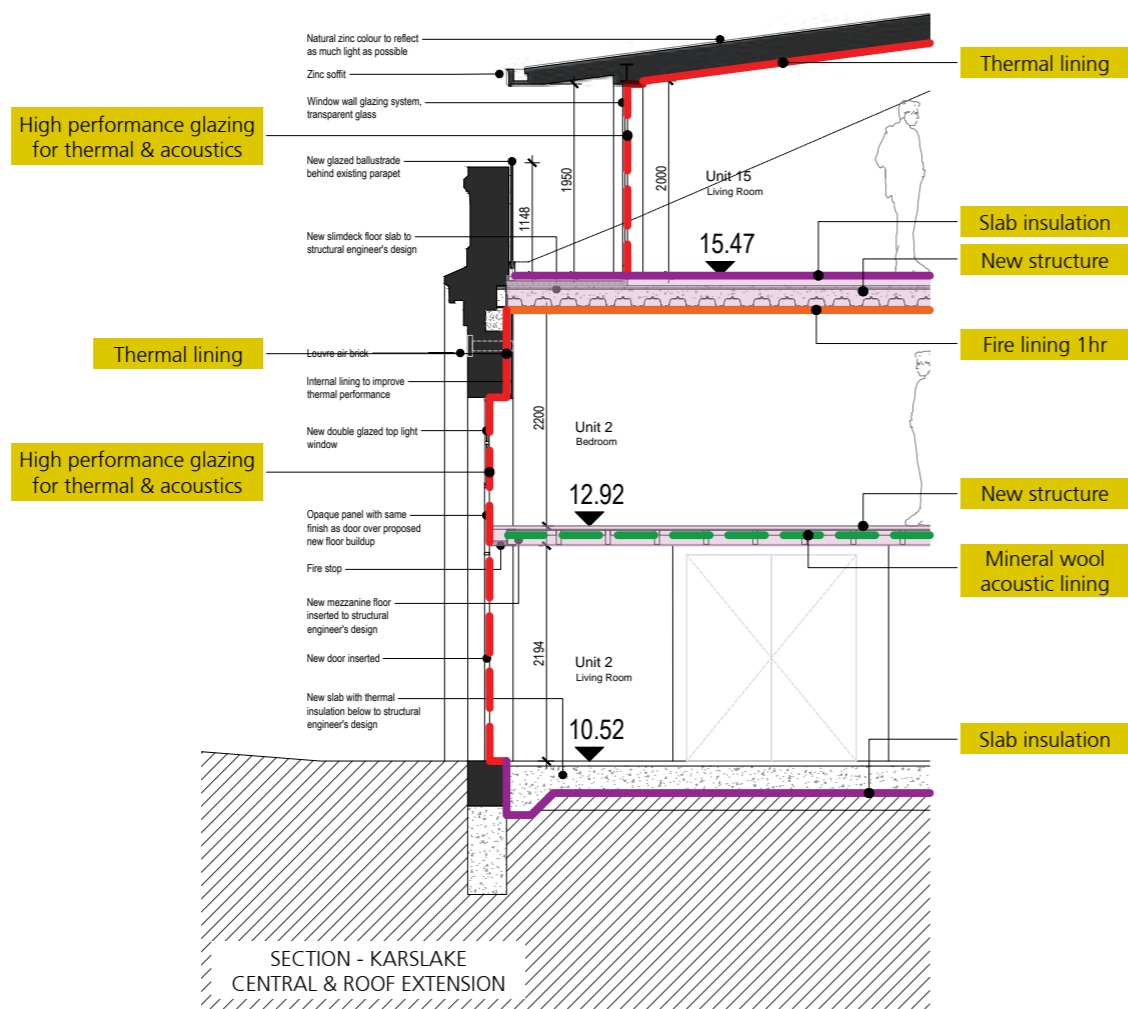 Natural zinc colour to reflect
as much light as possible
Zinc soffit
Thermal lining
Window wall glazing system,
transparent glass
High performance glazing
for thermal & acoustics
New glazed ballustrade
behind existing parapet
1148
1950
2000
Unit 15
Living Room
New slimdeck floor slab to
structural engineer's design
15.47
Slab insulation
New structure
Fire lining 1hr
Thermal lining
Louvre air brick
Internal lining to improve
thermal performance
2200
New double glazed top light
window
Unit 2
Bedroom
High performance glazing
for thermal & acoustics
12.92
New structure
Opaque panel with same
finish as door over proposed
new floor buildup
Mineral wool
acoustic lining
Fire stop
New mezzanine floor
inserted to structural
engineer's design
2194
New door inserted
Unit 2
Living Room
New slab with thermal
insulation below to structural
engineer's design
10.52
Slab insulation
SECTION - KARSLAKE
CENTRAL & ROOF EXTENSION